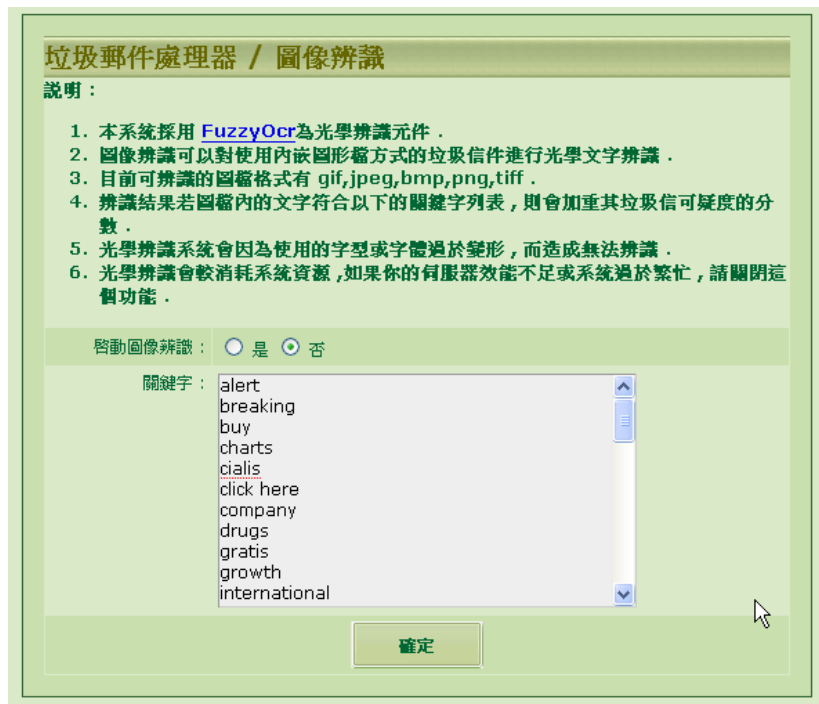 垃圾郵件處理器 / 圖像辨識
說明：
1. 本系統採用 FuzzyOcr為光學辨識元件．
2. 圖像辨識可以對使用內嵌圖形檔方式的垃圾信件進行光學文字辨識．
3. 目前可辨識的圖檔格式有 gif,jpeg,bmp,png,tiff．
4. 辨識結果若圖檔內的文字符合以下的關鍵字列表，則會加重其垃圾信可疑度的分
數．
5. 光學辨識系統會因為使用的字型或字體過於變形，而造成無法辨識．
6. 光學辨識會較消耗系統資源，如果你的伺服器效能不足或系統過於繁忙，請關閉這
個功能．
啓動圖像辨識： 是 否
關鍵字：
alert
breaking
buy
charts
cialis
click here
company
drugs
gratis
growth
international
確定